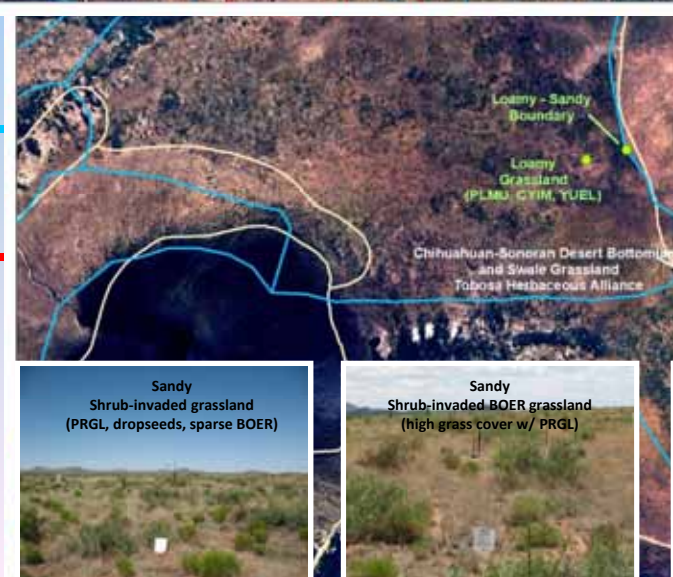 Loamy - Sandy
Boundary
Loamy
Grassland
(PLMU, CYIM, YUEL)
Chihuahuan-Sonoran Desert
and Swale Grassland
Tobosa Herbaceous Alliance
Sandy
Shrub-invaded grassland
(PRGL, dropseeds, sparse BOER)
Sandy
Shrub-invaded BOER grassland
(high grass cover w/ PRGL)